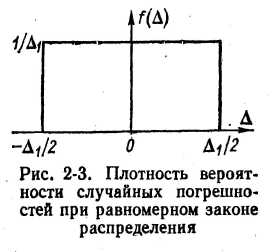 f(Δ)
1/Δ₁
Δ
−Δ₁/2
0
Δ₁/2
Рис. 2-3. Плотность вероят-
ности случайных погрешно-
стей при равномерном законе
распределения